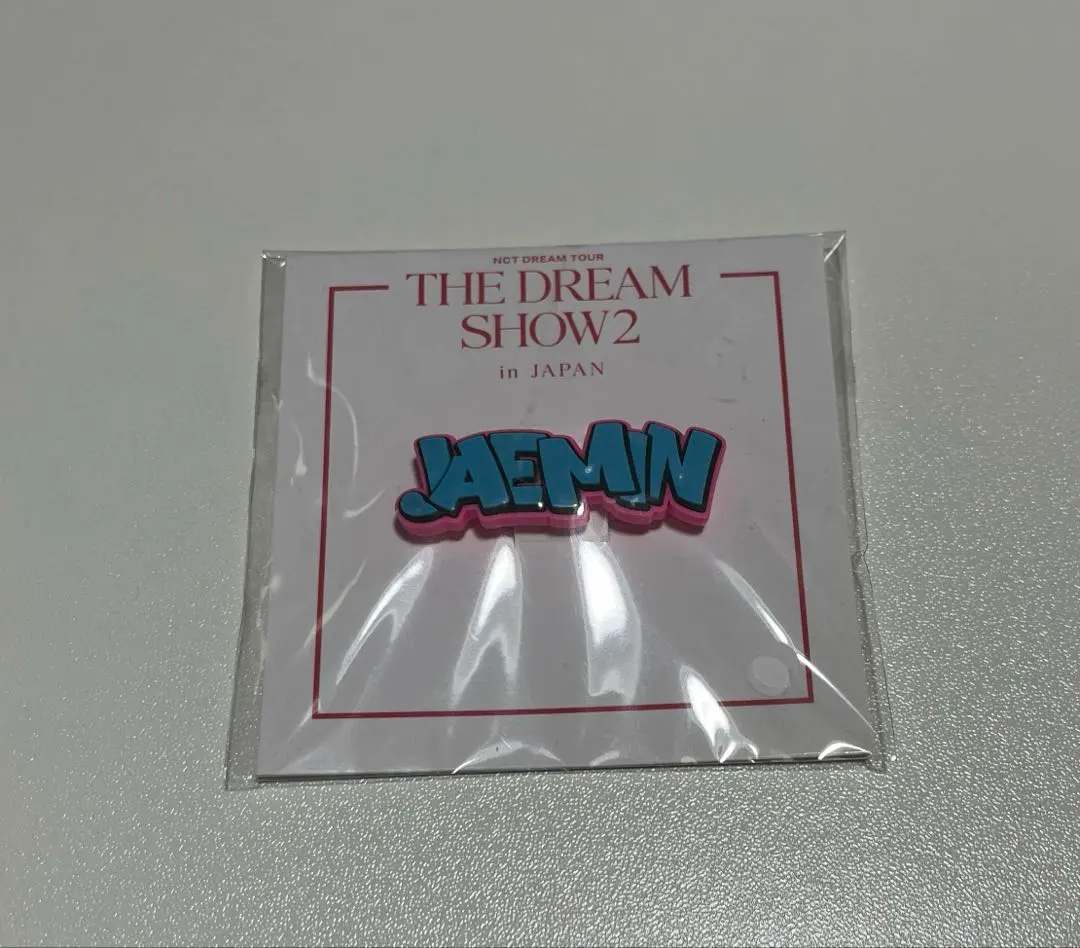 NCT DREAM TOUR
THE DREAM
SHOW2
in JAPAN
JAEMIN